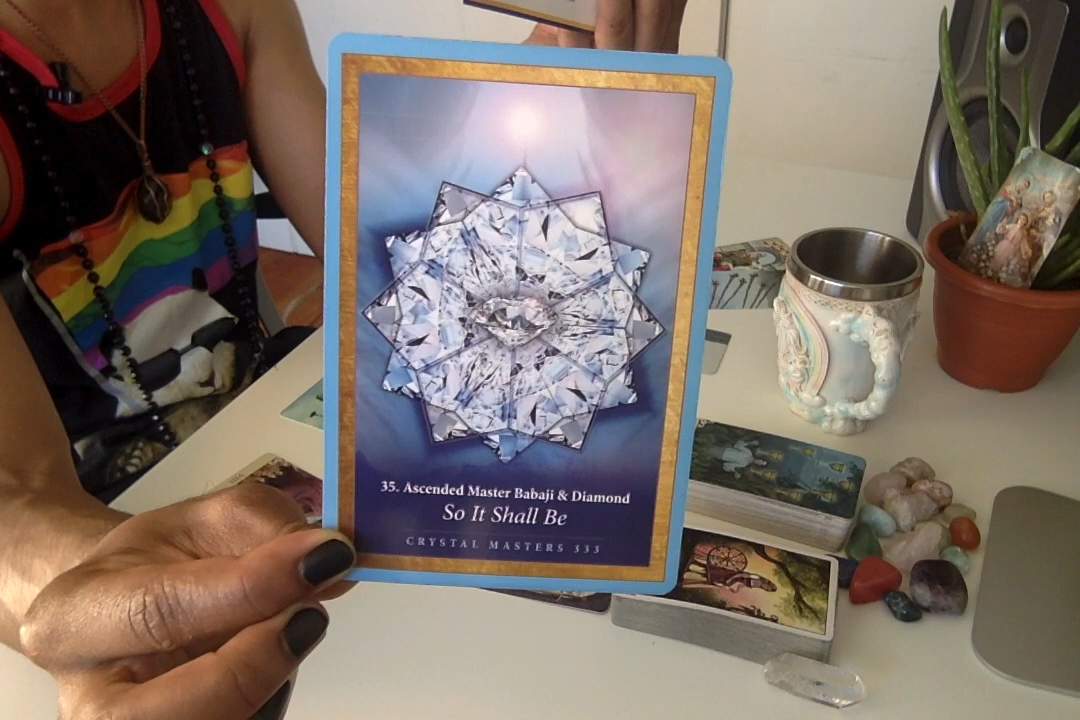 35. Ascended Master Babaji & Diamond
So It Shall Be
CRYSTAL MASTERS 333